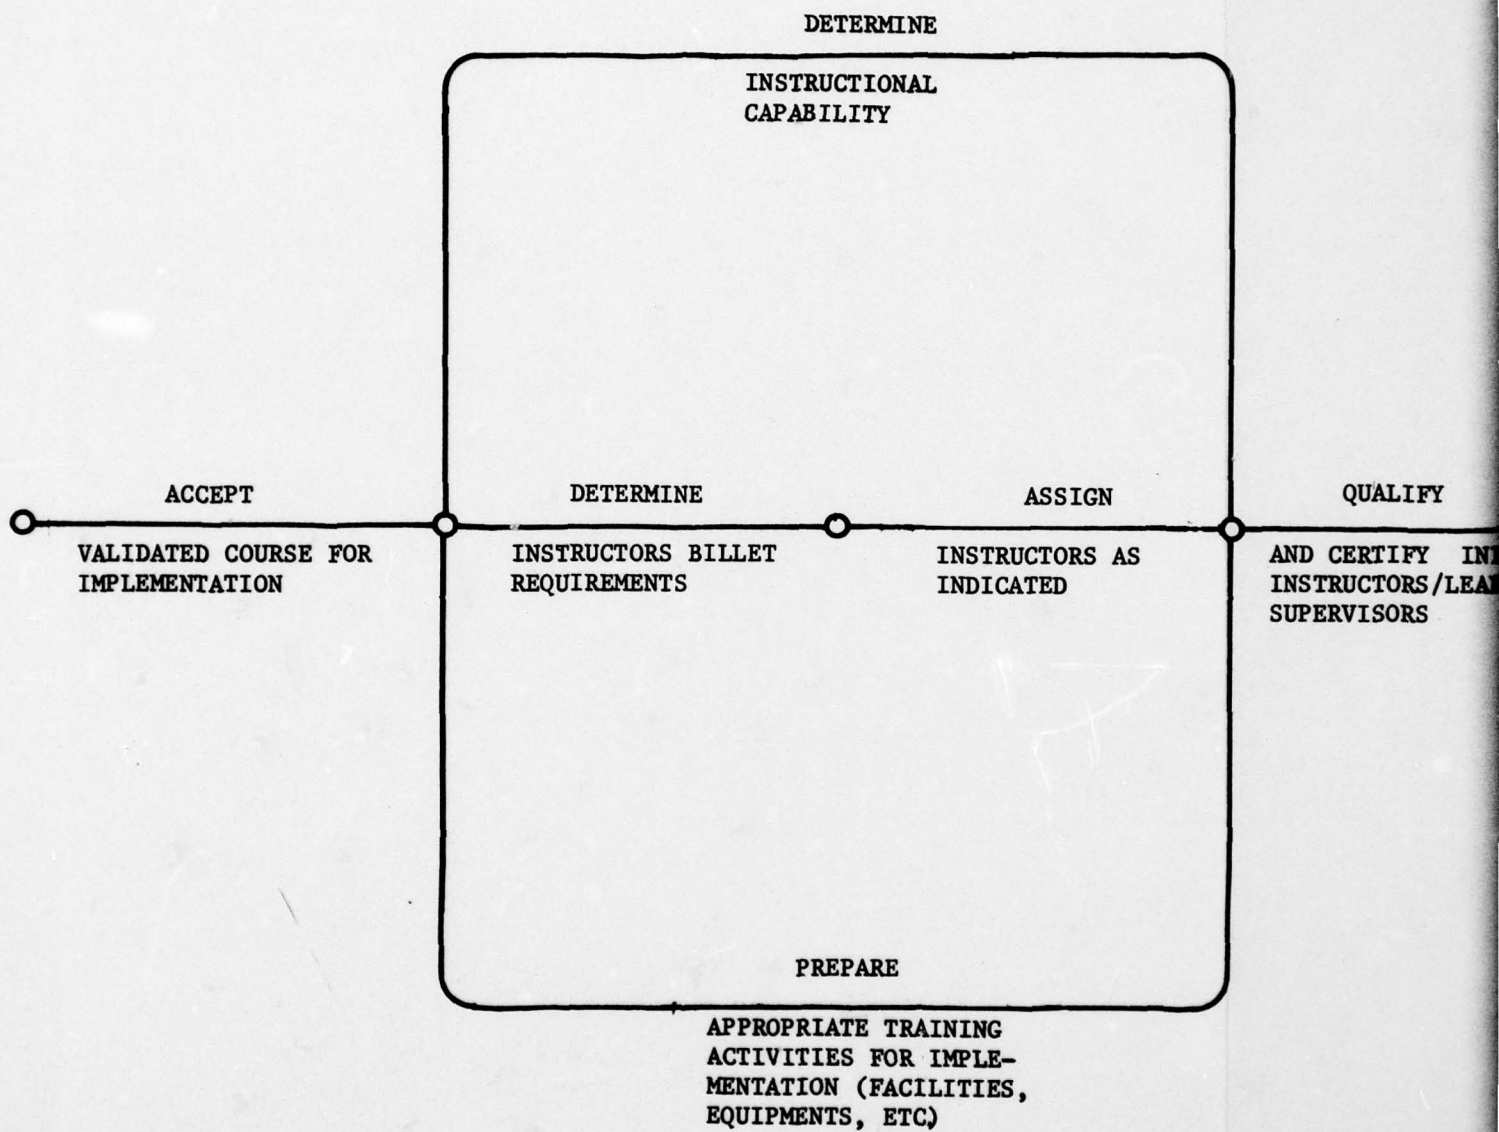 DETERMINE
INSTRUCTIONAL
CAPABILITY
ACCEPT
VALIDATED COURSE FOR
IMPLEMENTATION
DETERMINE
INSTRUCTORS BILLET
REQUIREMENTS
ASSIGN
INSTRUCTORS AS
INDICATED
QUALIFY
AND CERTIFY
INSTRUCTORS/
SUPERVISORS
PREPARE
APPROPRIATE TRAINING
ACTIVITIES FOR IMPLE-
MENTATION (FACILITIES,
EQUIPMENTS, ETC)